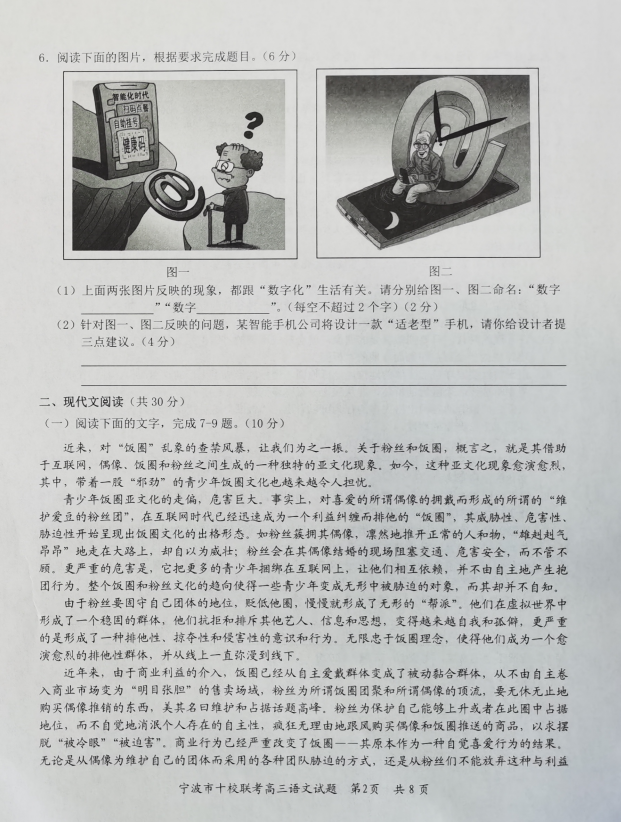 6. 阅读下面的图片，根据要求完成题目。（6分）
智能化时代
扫码点餐
自助挂号
健康码
?
@
@
图一
图二
（1）上面两张图片反映的现象，都跟“数字化”生活有关。请分别给图一、图二命名：“数字
”“数字 ”。（每空不超过2个字）（2分）
（2）针对图一、图二反映的问题，某智能手机公司将设计一款“适老型”手机，请你给设计者提
三点建议。（4分）
二、现代文阅读（共30分）
（一）阅读下面的文字，完成7-9题。（10分）
近来，对“饭圈”乱象的查禁风暴，让我们为之一振。关于粉丝和饭圈，概言之，就是其借助
于互联网，偶像、饭圈和粉丝之间生成的一种独特的亚文化现象。如今，这种亚文化现象愈演愈烈，
其中，带着一股“邪劲”的青少年饭圈文化也越来越令人担忧。
青少年饭圈亚文化的走偏，危害巨大。事实上，对喜爱的所谓偶像的拥戴而形成的所谓的“维
护爱豆的粉丝团”，在互联网时代已经迅速成为一个利益纠缠而排他的“饭圈”，其威胁性、危害性、
胁迫性开始呈现出饭圈文化的出格形态。如粉丝簇拥其偶像，凛然地推开正常的人和物，“雄赳赳气
昂昂”地走在大路上，却自以为威壮；粉丝会在其偶像结婚的现场阻塞交通、危害安全，而不管不
顾。更严重的危害是，它把更多的青少年捆绑在互联网上，让他们相互依赖，并不由自主地产生抱
团行为。整个饭圈和粉丝文化的趋向使得一些青少年变成无形中被胁迫的对象，而其却并不自知。
由于粉丝要固守自己团体的地位，贬低他圈，慢慢就形成了无形的“帮派”。他们在虚拟世界中
形成了一个稳固的群体，他们抗拒和排斥其他艺人、信息和思想，变得越来越自我和孤僻，更严重
的是形成了一种排他性、掠夺性和侵害性的意识和行为。无限忠于饭圈理念，使得他们成为一个愈
演愈烈的排他性群体，并从线上一直弥漫到线下。
近年来，由于商业利益的介入，饭圈已经从自主爱戴群体变成了被动黏合群体，从不由自主卷
入商业市场变为“明目张胆”的售卖场域，粉丝为所谓饭圈团聚和所谓偶像的顶流，要无休无止地
购买偶像推销的东西，美其名曰维护和占据话题高峰。粉丝为保护自己能够上升或者在此圈中占据
地位，而不自觉地消泯个人存在的自主性，疯狂无理由地跟风购买偶像和饭圈推送的商品，以求摆
脱“被冷眼”“被迫害”。商业行为已经严重改变了饭圈——其原本作为一种自觉喜爱行为的结果。
无论是从偶像为维护自己的团体而采用的各种团队胁迫的方式，还是从粉丝们不能放弃这种与利益
宁波市十校联考高三语文试题 第2页 共8页